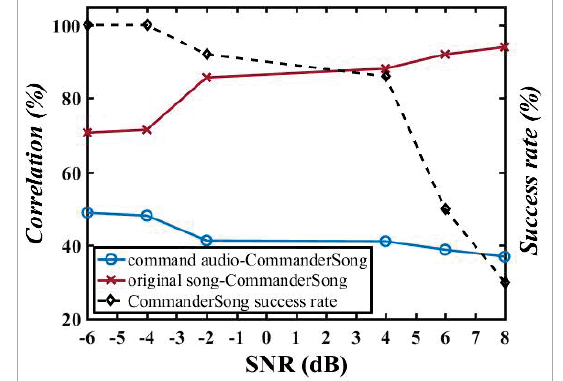 100
80
60
40
20
Correlation (%)
Success rate (%)
command audio-CommanderSong
original song-CommanderSong
CommanderSong success rate
-6 -5 -4 -3 -2 -1 0 1 2 3 4 5 6 7 8
SNR (dB)